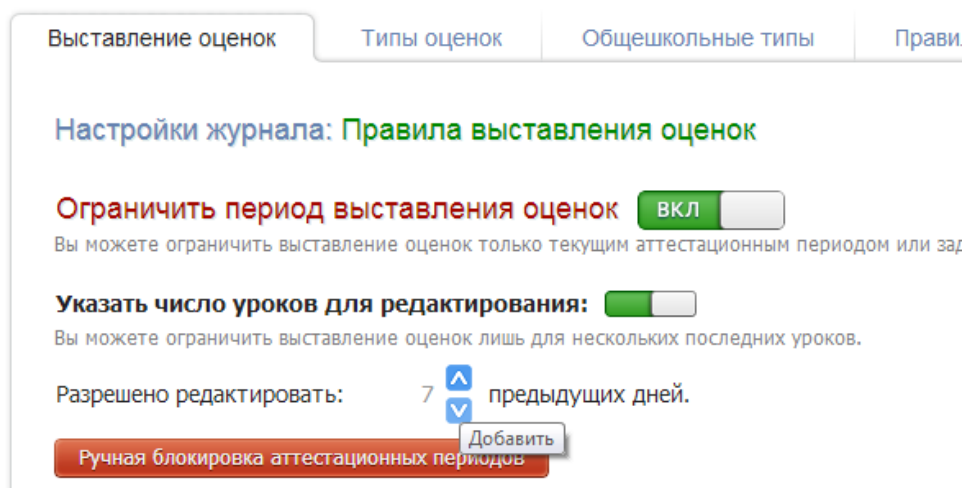 Выставление оценок Типы оценок Общешкольные типы
Настройки журнала: Правила выставления оценок
Ограничить период выставления оценок ВКЛ
Вы можете ограничить выставление оценок только текущим аттестационным периодом или
Указать число уроков для редактирования:
Вы можете ограничить выставление оценок лишь для нескольких последних уроков.
Разрешено редактировать: 7 предыдущих дней.
Добавить
Ручная блокировка аттестационных периодов